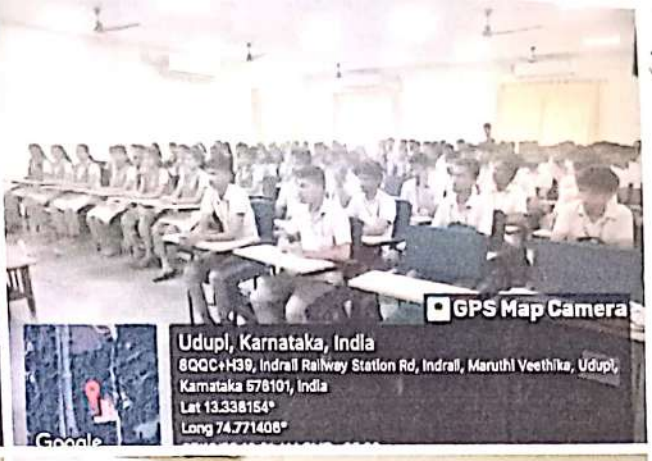 GPS Map Camera
Udupi, Karnataka, India
8QQC+H39, Indrali Railway Station Rd, Indrali, Maruthi Veethika, Udupi,
Karnataka 576101, India
Lat 13.338154°
Long 74.771408°
Google